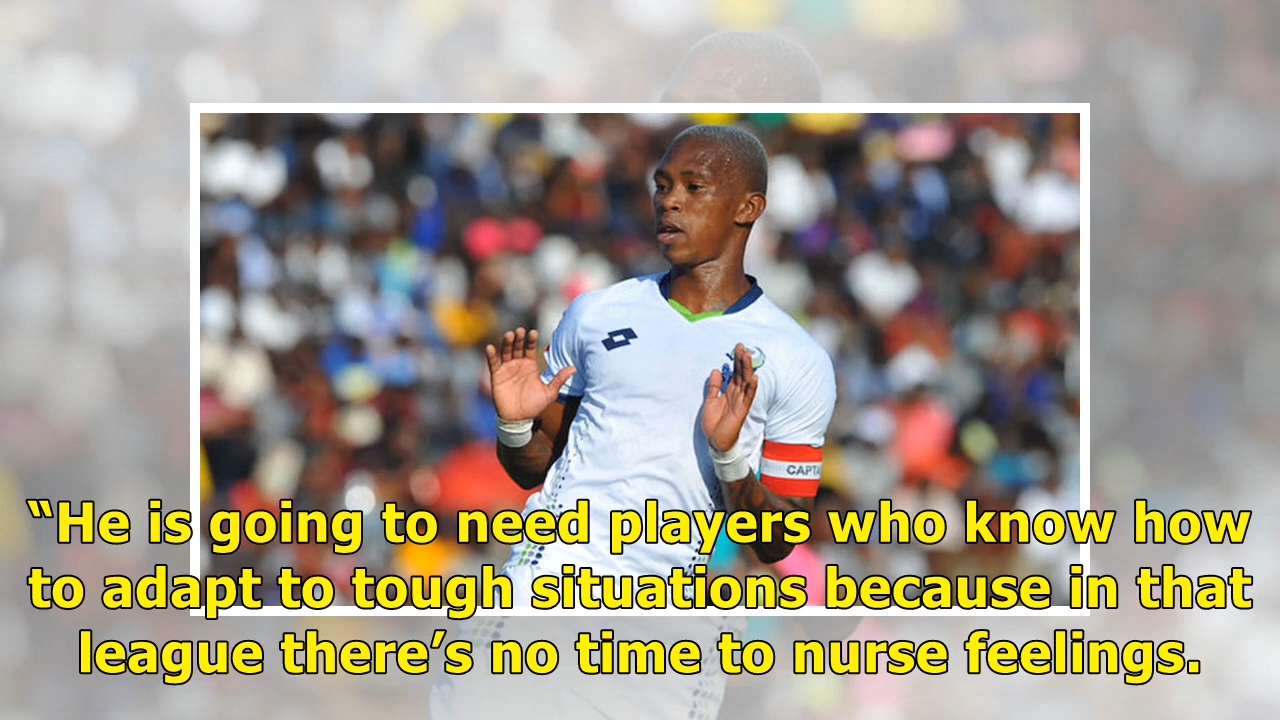 CAPTA
“He is going to need players who know how
to adapt to tough situations because in that
league there’s no time to nurse feelings.